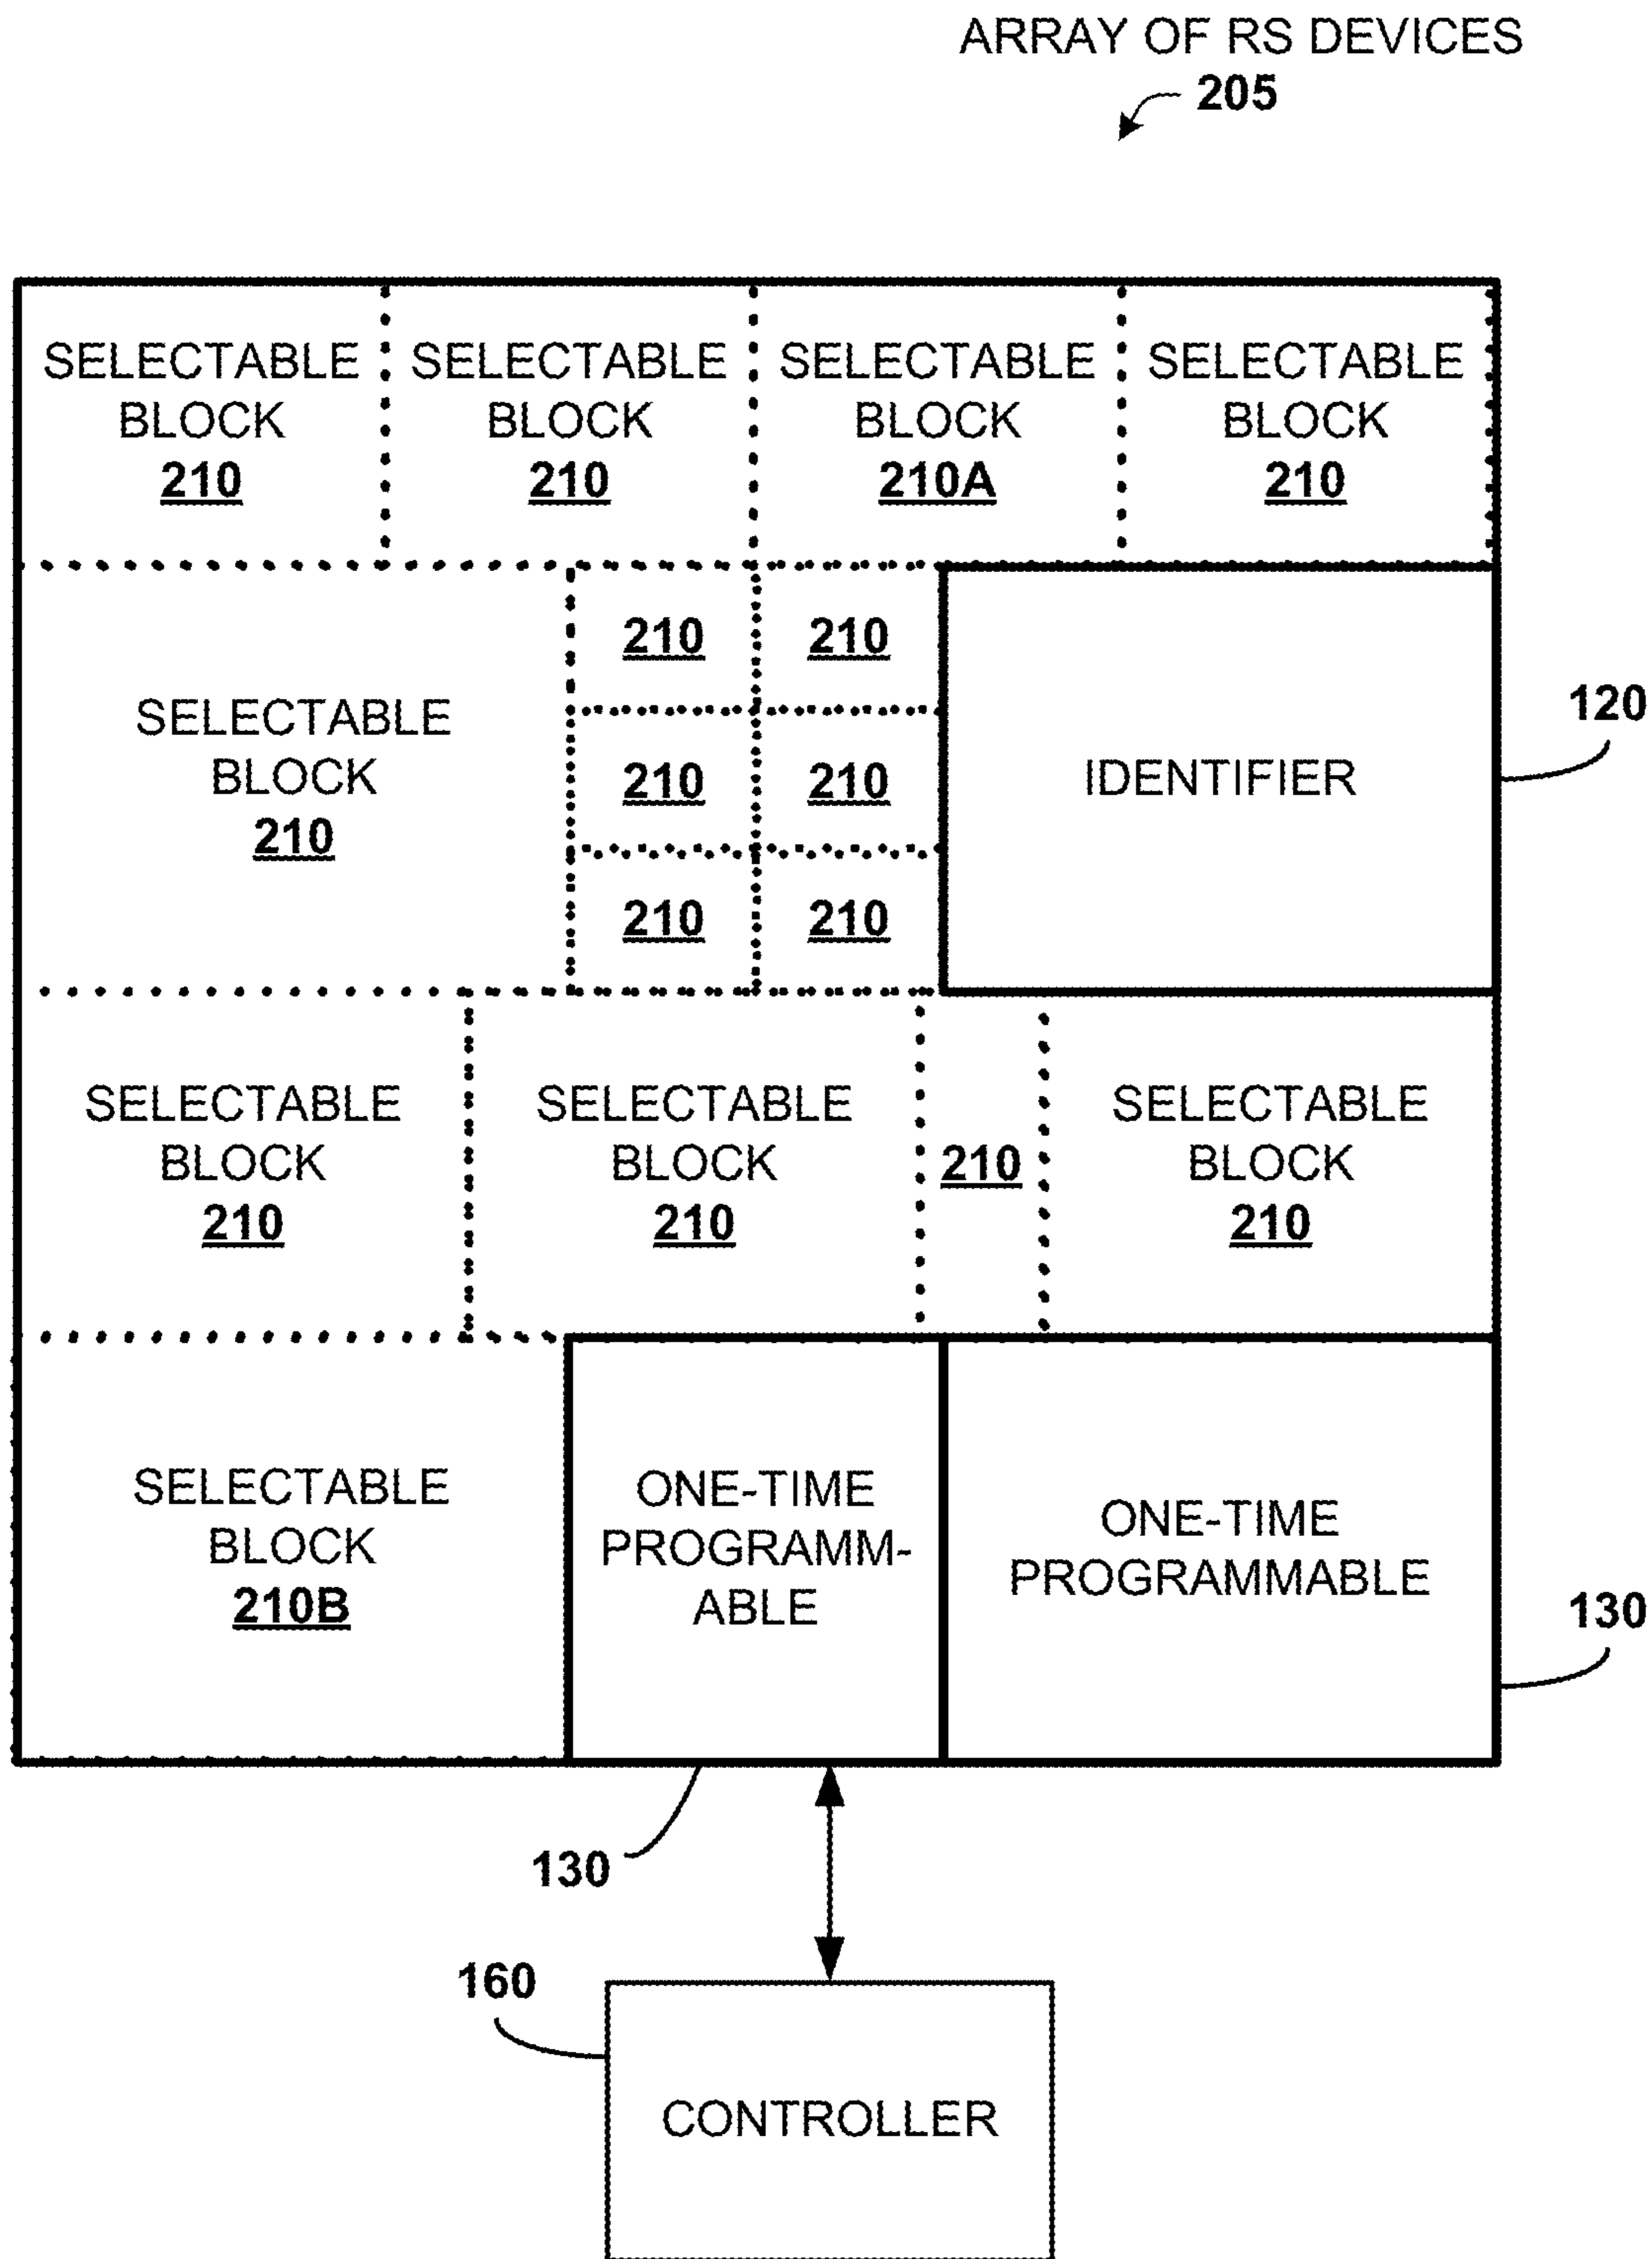 ARRAY OF RS DEVICES
205
SELECTABLE
BLOCK
210
SELECTABLE
BLOCK
210
SELECTABLE
BLOCK
210A
SELECTABLE
BLOCK
210
SELECTABLE
BLOCK
210
210
210
210
210
210
210
IDENTIFIER
120
SELECTABLE
BLOCK
210
SELECTABLE
BLOCK
210
210
SELECTABLE
BLOCK
210
SELECTABLE
BLOCK
210B
ONE-TIME
PROGRAMM-
ABLE
ONE-TIME
PROGRAMMABLE
130
130
160
CONTROLLER